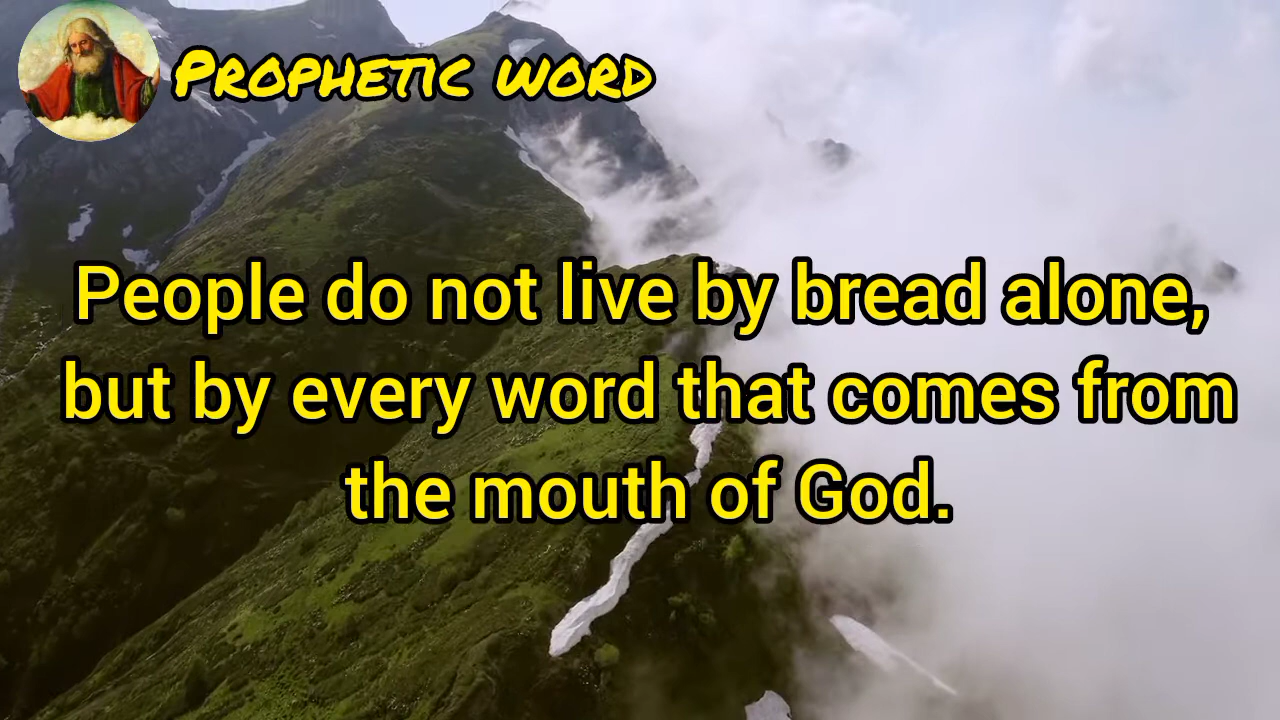 Prophetic word
People do not live by bread alone,
but by every word that comes from
the mouth of God.